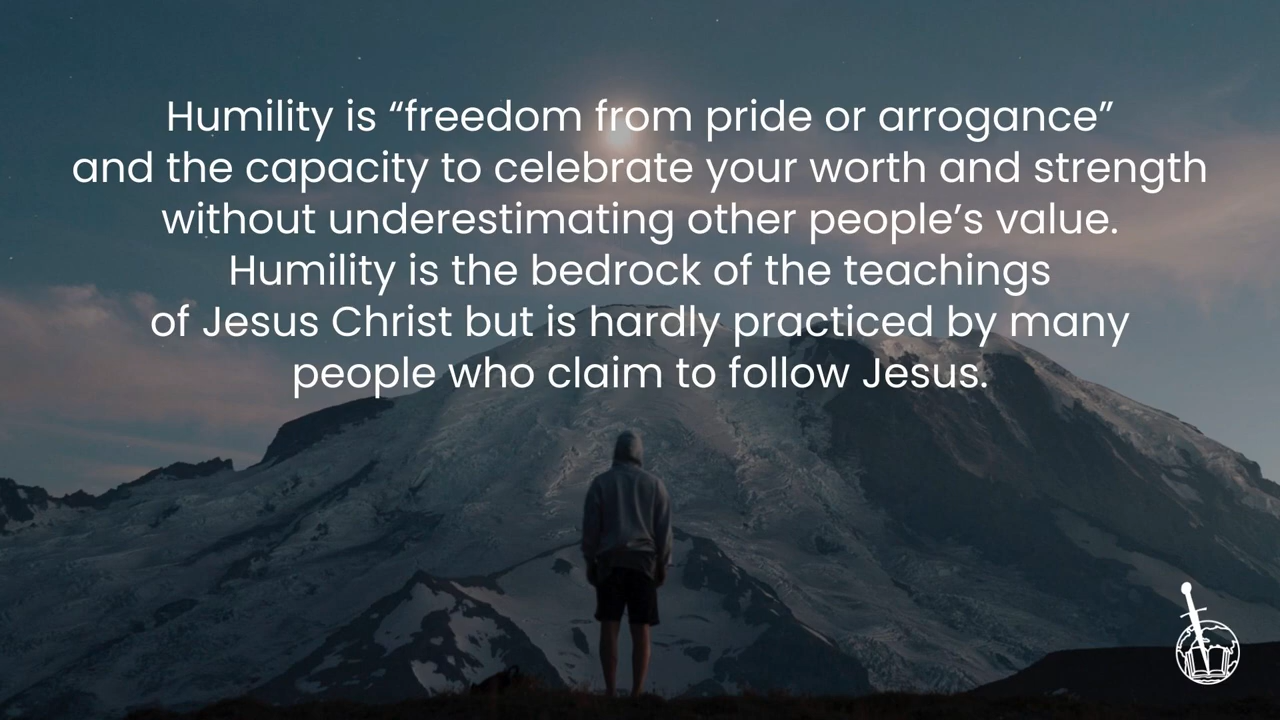 Humility is “freedom from pride or arrogance”
and the capacity to celebrate your worth and strength
without underestimating other people’s value.
Humility is the bedrock of the teachings
of Jesus Christ but is hardly practiced by many
people who claim to follow Jesus.